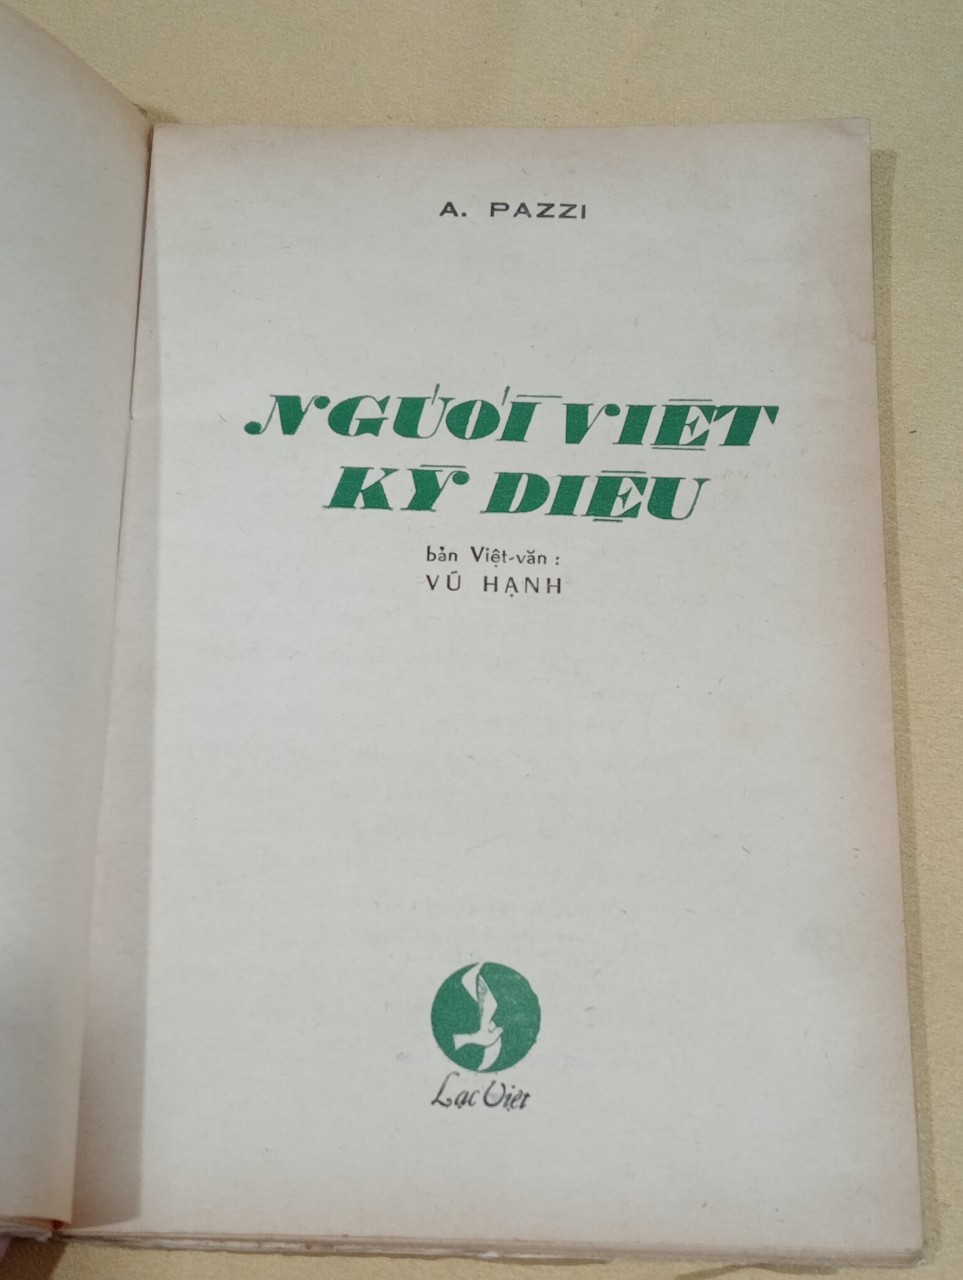 A. PAZZI
NGƯỜI VIỆT
KỲ DIỆU
bản Việt-văn :
VŨ HẠNH
Lạc Việt